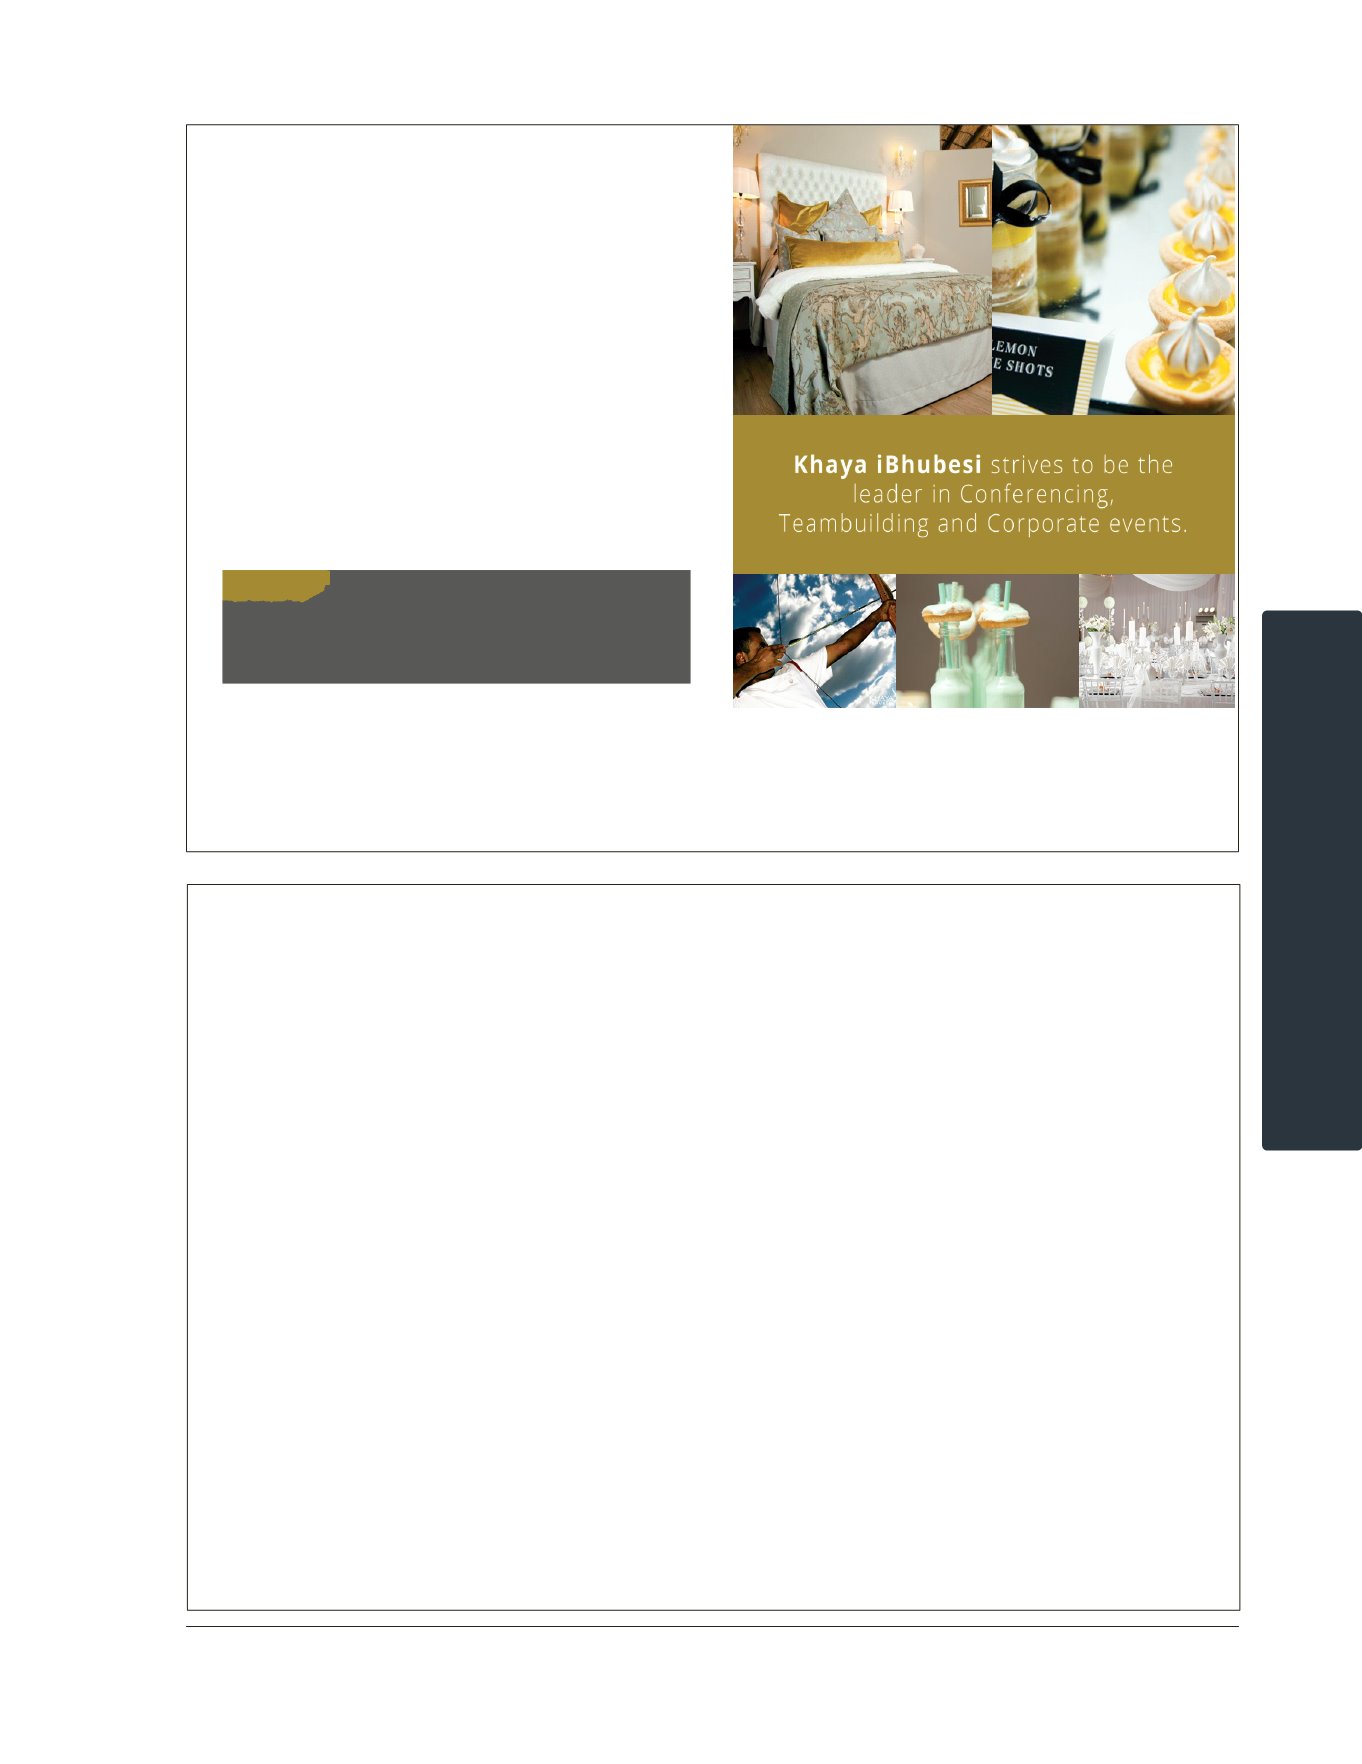 LEMON
SHOTS
Khaya iBhubesi strives to be the
leader in Conferencing,
Teambuilding and Corporate events.